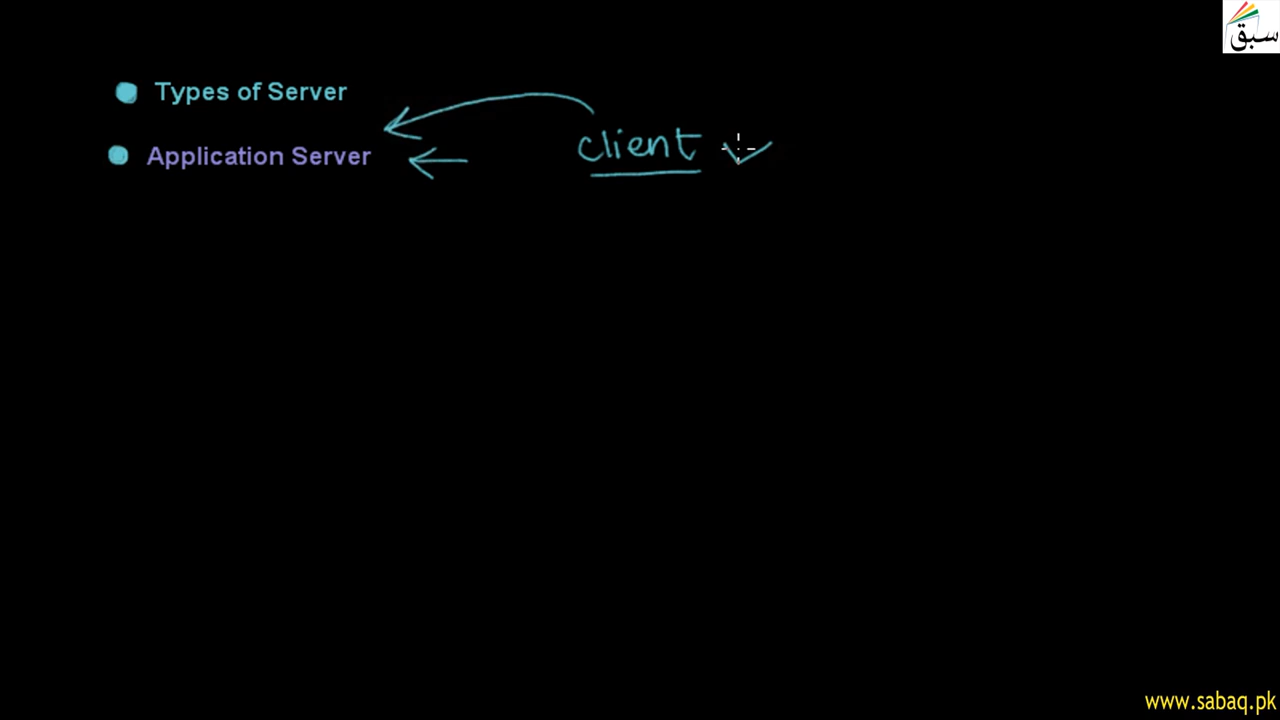 سبق
Types of Server
client
Application Server
www.sabaq.pk